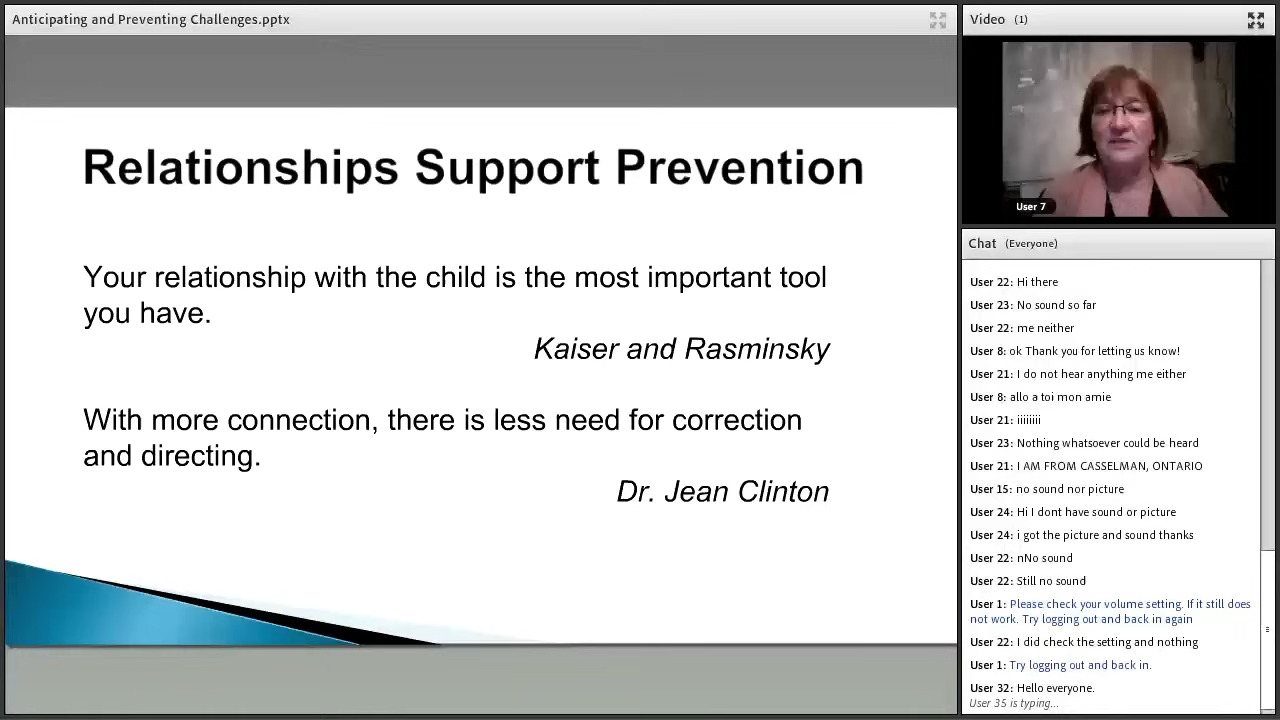 Anticipating and Preventing Challenges.pptx
Relationships Support Prevention
Your relationship with the child is the most important tool
you have.
Kaiser and Rasminsky
With more connection, there is less need for correction
and directing.
Dr. Jean Clinton
Video (1)
User 7
Chat (Everyone)
User 22: Hi there
User 23: No sound so far
User 22: me neither
User 8: ok Thank you for letting us know!
User 21: I do not hear anything me either
User 8: allo a toi mon amie
User 21: iiiiiiii
User 23: Nothing whatsoever could be heard
User 21: I AM FROM CASSELMAN, ONTARIO
User 15: no sound nor picture
User 24: Hi I dont have sound or picture
User 24: i got the picture and sound thanks
User 22: nNo sound
User 22: Still no sound
User 1: Please check your volume setting. If it still does
not work. Try logging out and back in again
User 22: I did check the setting and nothing
User 1: Try logging out and back in.
User 32: Hello everyone.
User 35 is typing...